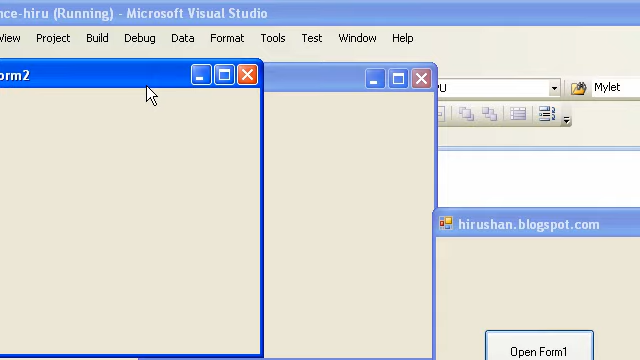 nce-hiru (Running) - Microsoft Visual Studio
View Project Build Debug Data Format Tools Test Window Help
orm2
PU
Mylet
hirushan.blogspot.com
Open Form1